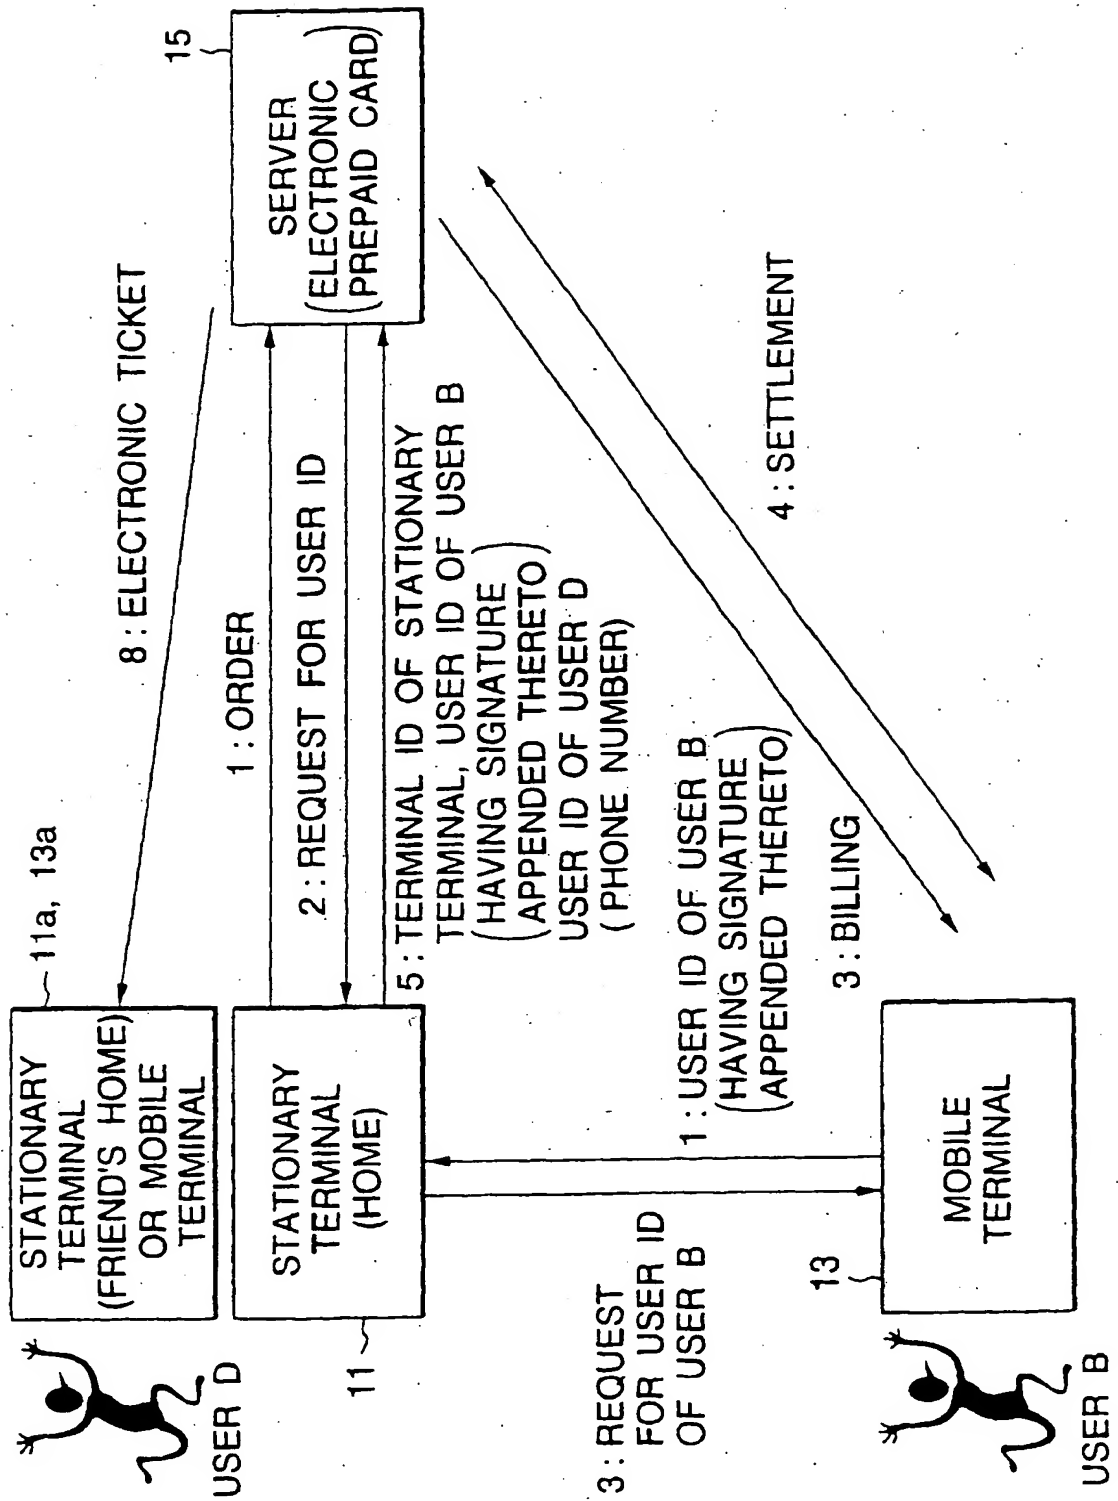 STATIONARY
TERMINAL
(FRIEND'S HOME)
OR MOBILE
TERMINAL
11a, 13a
USER D
8 : ELECTRONIC TICKET
15
SERVER
(ELECTRONIC
PREPAID CARD)
STATIONARY
TERMINAL
(HOME)
11
1 : ORDER
2 : REQUEST FOR USER ID
5 : TERMINAL ID OF STATIONARY
TERMINAL, USER ID OF USER B
(HAVING SIGNATURE
APPENDED THERETO)
USER ID OF USER D
(PHONE NUMBER)
3 : REQUEST
FOR USER ID
OF USER B
1 : USER ID OF USER B
(HAVING SIGNATURE
APPENDED THERETO)
3 : BILLING
4 : SETTLEMENT
13
MOBILE
TERMINAL
USER B